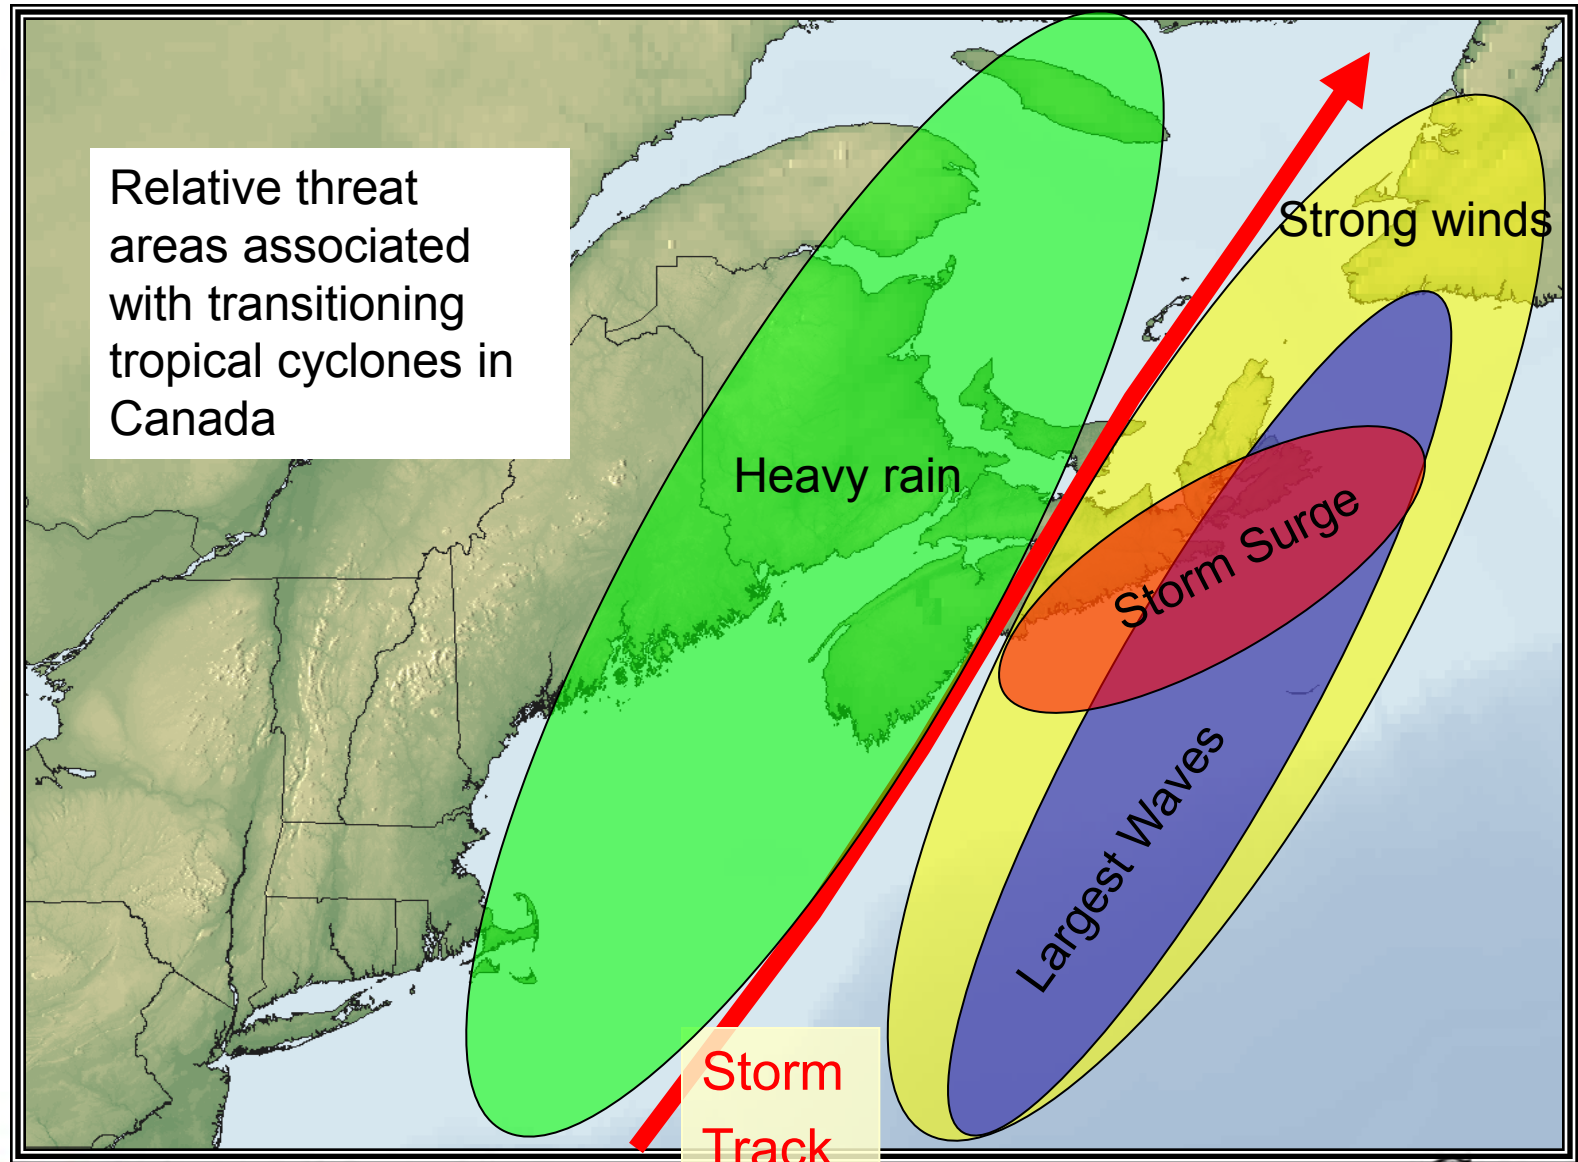 Relative threat
areas associated
with transitioning
tropical cyclones in
Canada
Strong winds
Heavy rain
Storm Surge
Largest Waves
Storm
Track